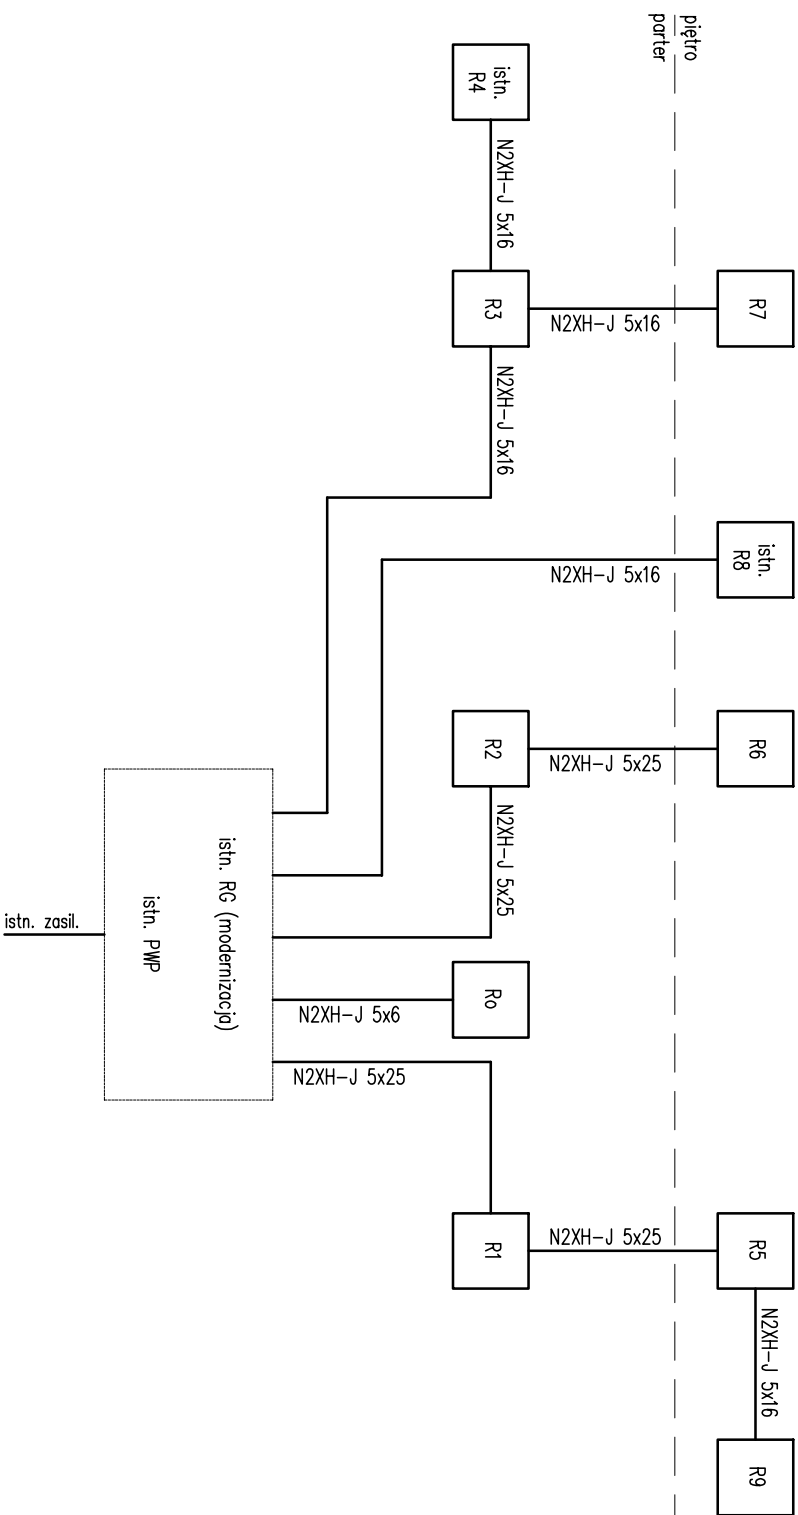 piętro
parter
istn.
R4
N2XH-J 5x16
R3
N2XH-J 5x16
R7
N2XH-J 5x16
istn.
R8
N2XH-J 5x16
R6
N2XH-J 5x25
R2
N2XH-J 5x25
Ro
N2XH-J 5x6
istn. RG (modernizacja)
istn. PWP
istn. zasil.
N2XH-J 5x25
R1
N2XH-J 5x25
R5
N2XH-J 5x16
R9